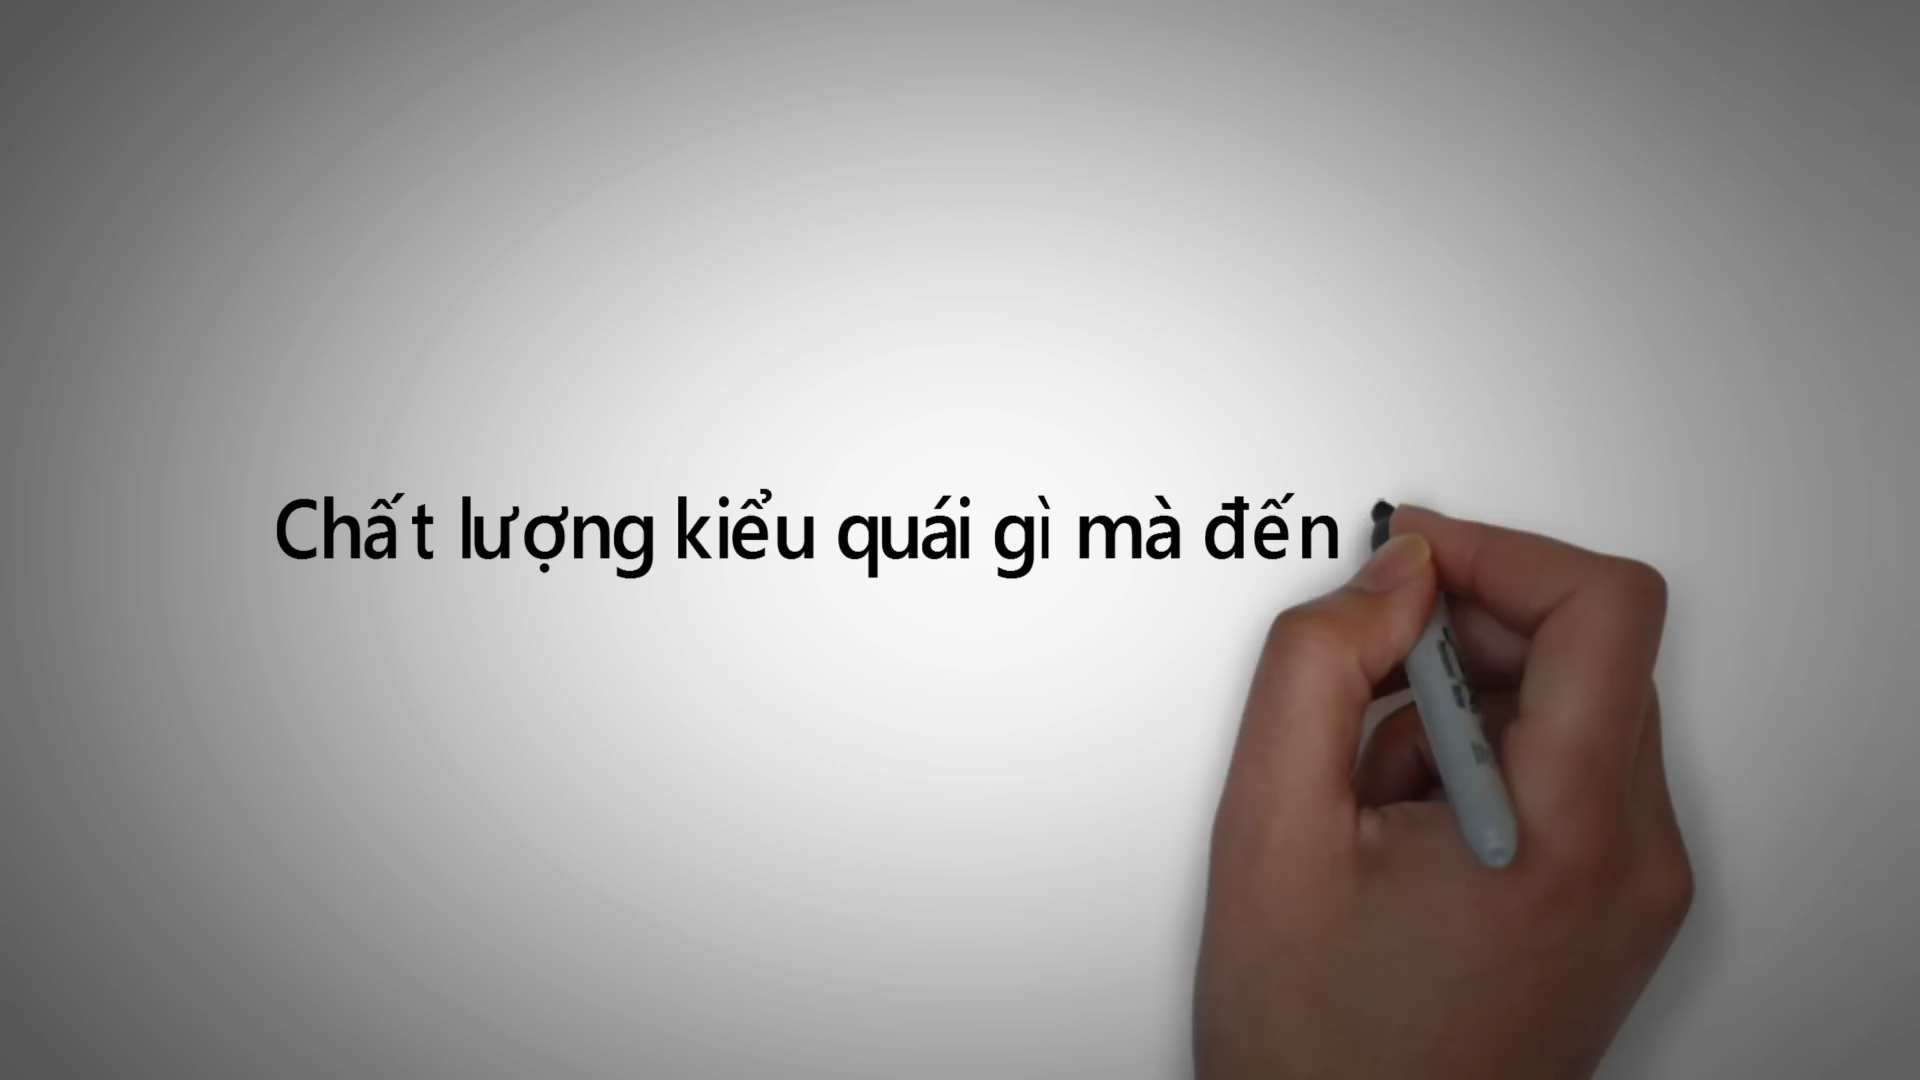 Chất lượng kiểu quái gì mà đến